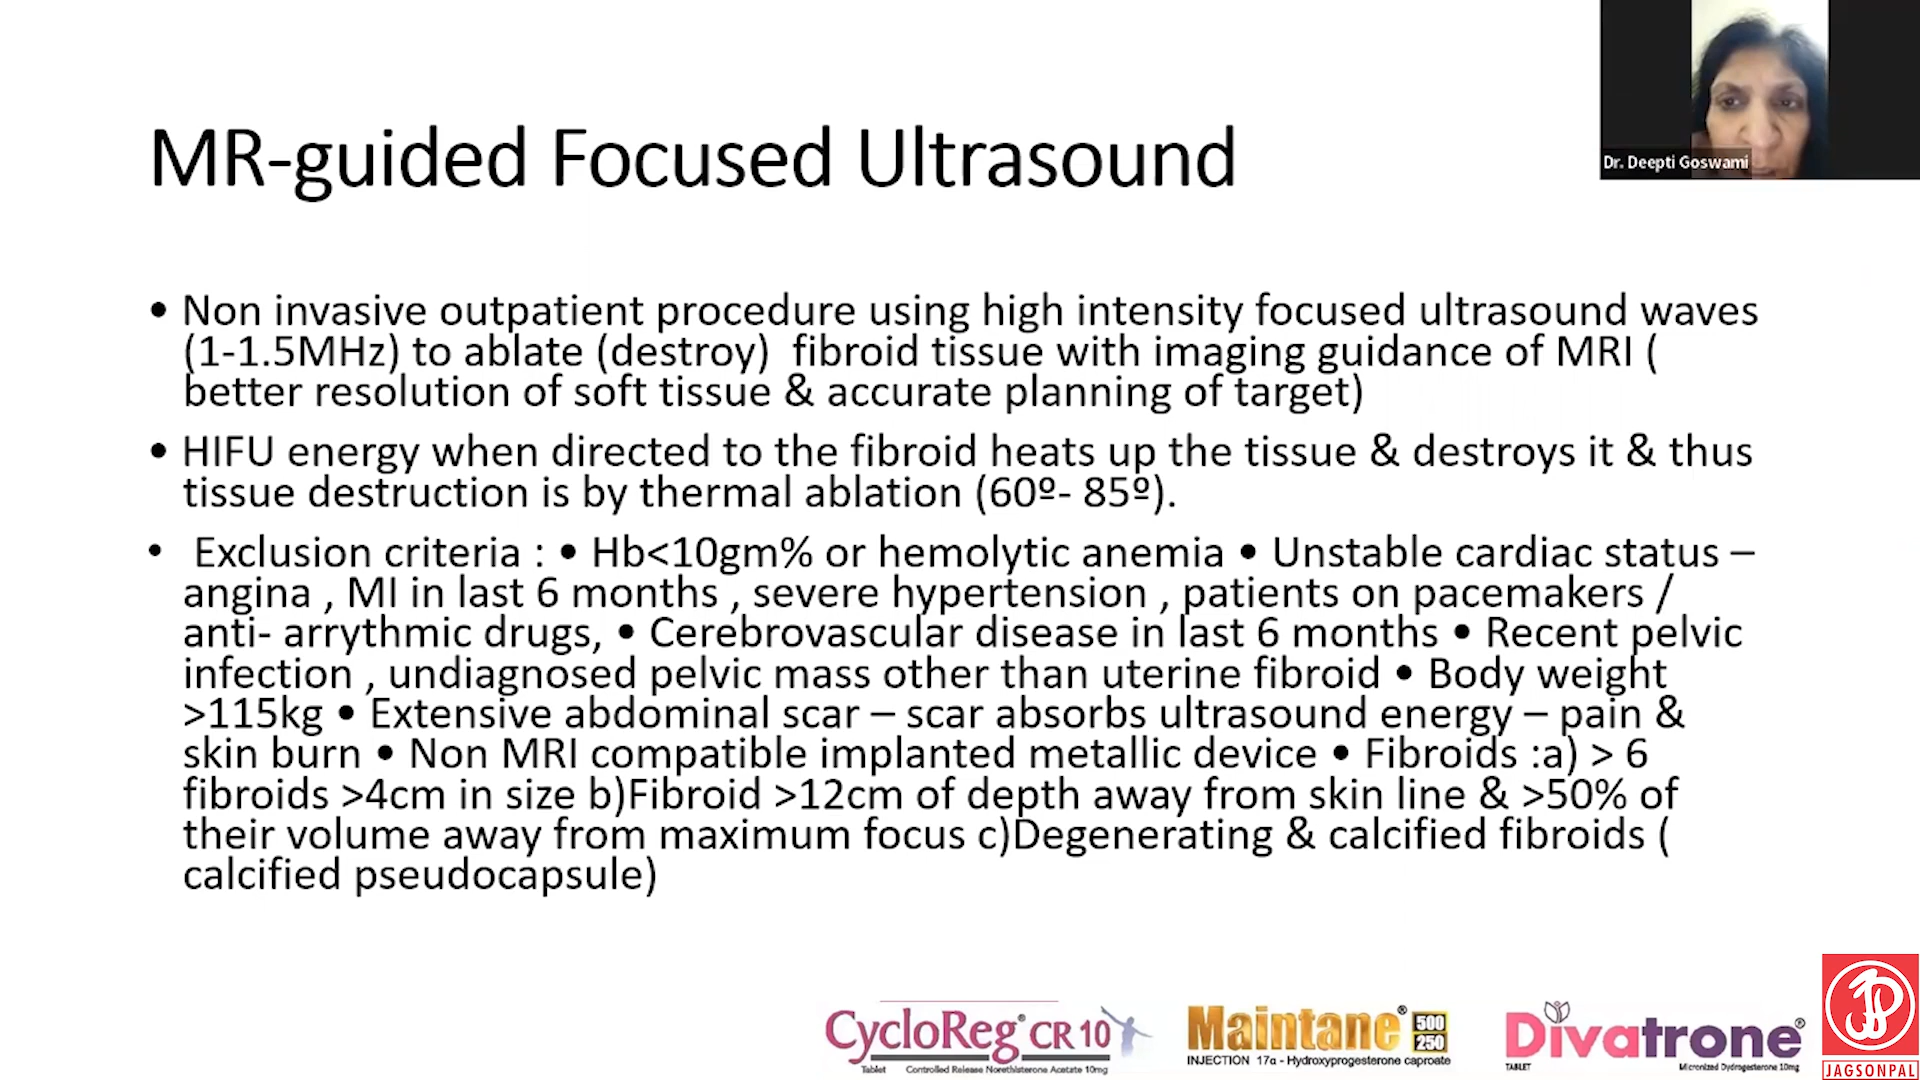 Dr. Deepti Goswami
MR-guided Focused Ultrasound
• Non invasive outpatient procedure using high intensity focused ultrasound waves
(1-1.5MHz) to ablate (destroy)  fibroid tissue with imaging guidance of MRI (
better resolution of soft tissue & accurate planning of target)
• HIFU energy when directed to the fibroid heats up the tissue & destroys it & thus
tissue destruction is by thermal ablation (60º- 85º).
• Exclusion criteria : • Hb<10gm% or hemolytic anemia • Unstable cardiac status –
angina , MI in last 6 months , severe hypertension , patients on pacemakers /
anti- arrythmic drugs, • Cerebrovascular disease in last 6 months • Recent pelvic
infection , undiagnosed pelvic mass other than uterine fibroid • Body weight
>115kg • Extensive abdominal scar – scar absorbs ultrasound energy – pain &
skin burn • Non MRI compatible implanted metallic device • Fibroids :a) > 6
fibroids >4cm in size b)Fibroid >12cm of depth away from skin line & >50% of
their volume away from maximum focus c)Degenerating & calcified fibroids (
calcified pseudocapsule)
CycloReg® CR 10
Tablet Controlled Release Norethisterone Acetate 10mg
Maintane® 500 250
INJECTION 17α - Hydroxyprogesterone caproate
Divatrone®
TABLET Micronized Dydrogesterone 10mg
JAGSONPAL